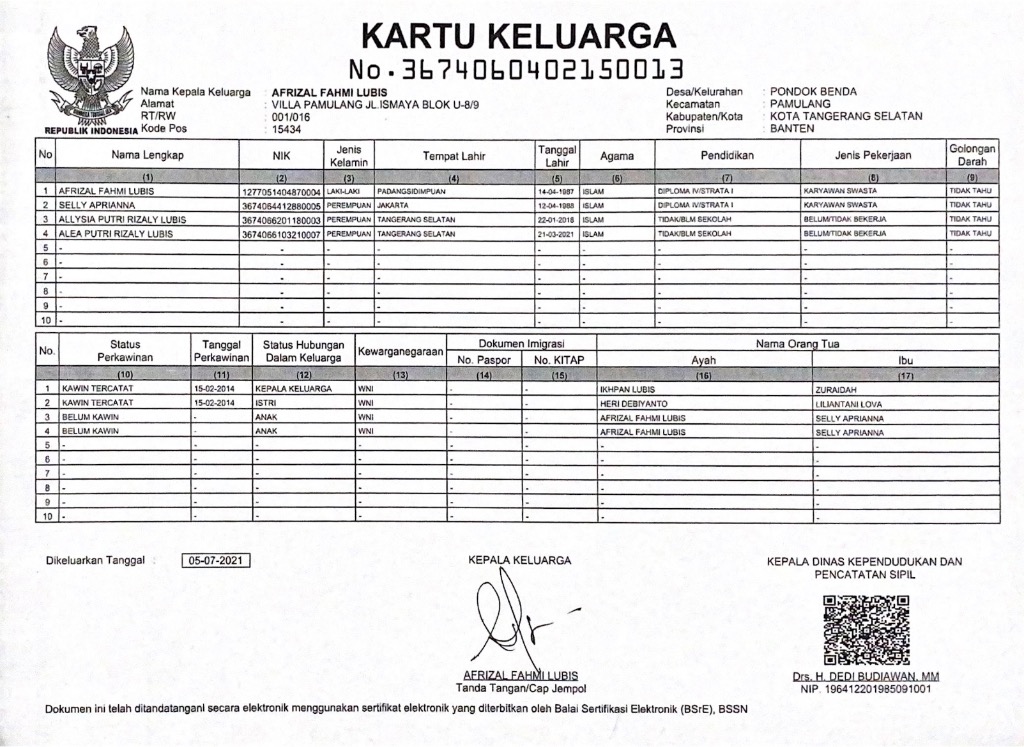 KARTU KELUARGA
No. 3674060402150013
REPUBLIK INDONESIA
Nama Kepala Keluarga : AFRIZAL FAHMI LUBIS
Alamat : VILLA PAMULANG JL.ISMAYA BLOK U-8/9
RT/RW : 001/016
Kode Pos : 15434
Desa/Kelurahan : PONDOK BENDA
Kecamatan : PAMULANG
Kabupaten/Kota : KOTA TANGERANG SELATAN
Provinsi : BANTEN
No Nama Lengkap NIK Jenis Kelamin Tempat Lahir Tanggal Lahir Agama Pendidikan Jenis Pekerjaan Golongan Darah
(1) (2) (3) (4) (5) (6) (7) (8) (9)
1 AFRIZAL FAHMI LUBIS 1277051404870004 LAKI-LAKI PADANGSIDIMPUAN 14-04-1987 ISLAM DIPLOMA IV/STRATA I KARYAWAN SWASTA TIDAK TAHU
2 SELLY APRIANNA 3674064412880005 PEREMPUAN JAKARTA 12-04-1988 ISLAM DIPLOMA IV/STRATA I KARYAWAN SWASTA TIDAK TAHU
3 ALLYSIA PUTRI RIZALY LUBIS 3674066201180003 PEREMPUAN TANGERANG SELATAN 22-01-2018 ISLAM TIDAK/BLM SEKOLAH BELUM/TIDAK BEKERJA TIDAK TAHU
4 ALEA PUTRI RIZALY LUBIS 3674066103210007 PEREMPUAN TANGERANG SELATAN 21-03-2021 ISLAM TIDAK/BLM SEKOLAH BELUM/TIDAK BEKERJA TIDAK TAHU
5 - - - - - - - - -
6 - - - - - - - - -
7 - - - - - - - - -
8 - - - - - - - - -
9 - - - - - - - - -
10 - - - - - - - - -
No. Status Perkawinan Tanggal Perkawinan Status Hubungan Dalam Keluarga Kewarganegaraan Dokumen Imigrasi Nama Orang Tua
No. Paspor No. KITAP Ayah Ibu
(10) (11) (12) (13) (14) (15) (16) (17)
1 KAWIN TERCATAT 15-02-2014 KEPALA KELUARGA WNI - - IKHPAN LUBIS ZURAIDAH
2 KAWIN TERCATAT 15-02-2014 ISTRI WNI - - HERI DEBIYANTO LILIANTANI LOVA
3 BELUM KAWIN - ANAK WNI - - AFRIZAL FAHMI LUBIS SELLY APRIANNA
4 BELUM KAWIN - ANAK WNI - - AFRIZAL FAHMI LUBIS SELLY APRIANNA
5 - - - - - - - -
6 - - - - - - - -
7 - - - - - - - -
8 - - - - - - - -
9 - - - - - - - -
10 - - - - - - - -
Dikeluarkan Tanggal : 05-07-2021
KEPALA KELUARGA
AFRIZAL FAHMI LUBIS
Tanda Tangan/Cap Jempol
KEPALA DINAS KEPENDUDUKAN DAN
PENCATATAN SIPIL
Drs. H. DEDI BUDIAWAN, MM
NIP. 196412201985091001
Dokumen ini telah ditandatangani secara elektronik menggunakan sertifikat elektronik yang diterbitkan oleh Balai Sertifikasi Elektronik (BSrE), BSSN